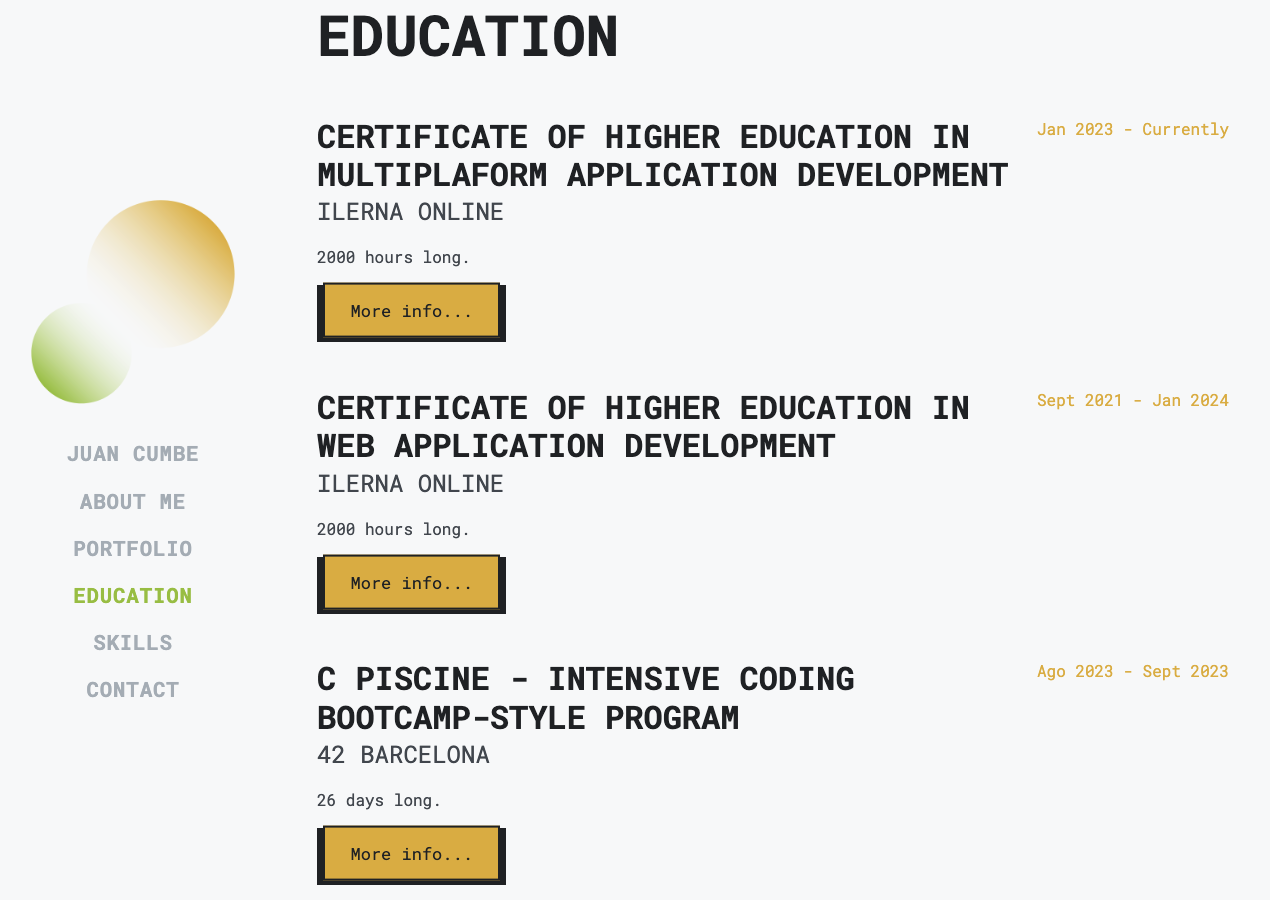 EDUCATION
CERTIFICATE OF HIGHER EDUCATION IN
MULTIPLAFORM APPLICATION DEVELOPMENT
Jan 2023 - Currently
ILERNA ONLINE
2000 hours long.
More info...
CERTIFICATE OF HIGHER EDUCATION IN
WEB APPLICATION DEVELOPMENT
Sept 2021 - Jan 2024
ILERNA ONLINE
2000 hours long.
More info...
C PISCINE - INTENSIVE CODING
BOOTCAMP-STYLE PROGRAM
Ago 2023 - Sept 2023
42 BARCELONA
26 days long.
More info...
JUAN CUMBE
ABOUT ME
PORTFOLIO
EDUCATION
SKILLS
CONTACT